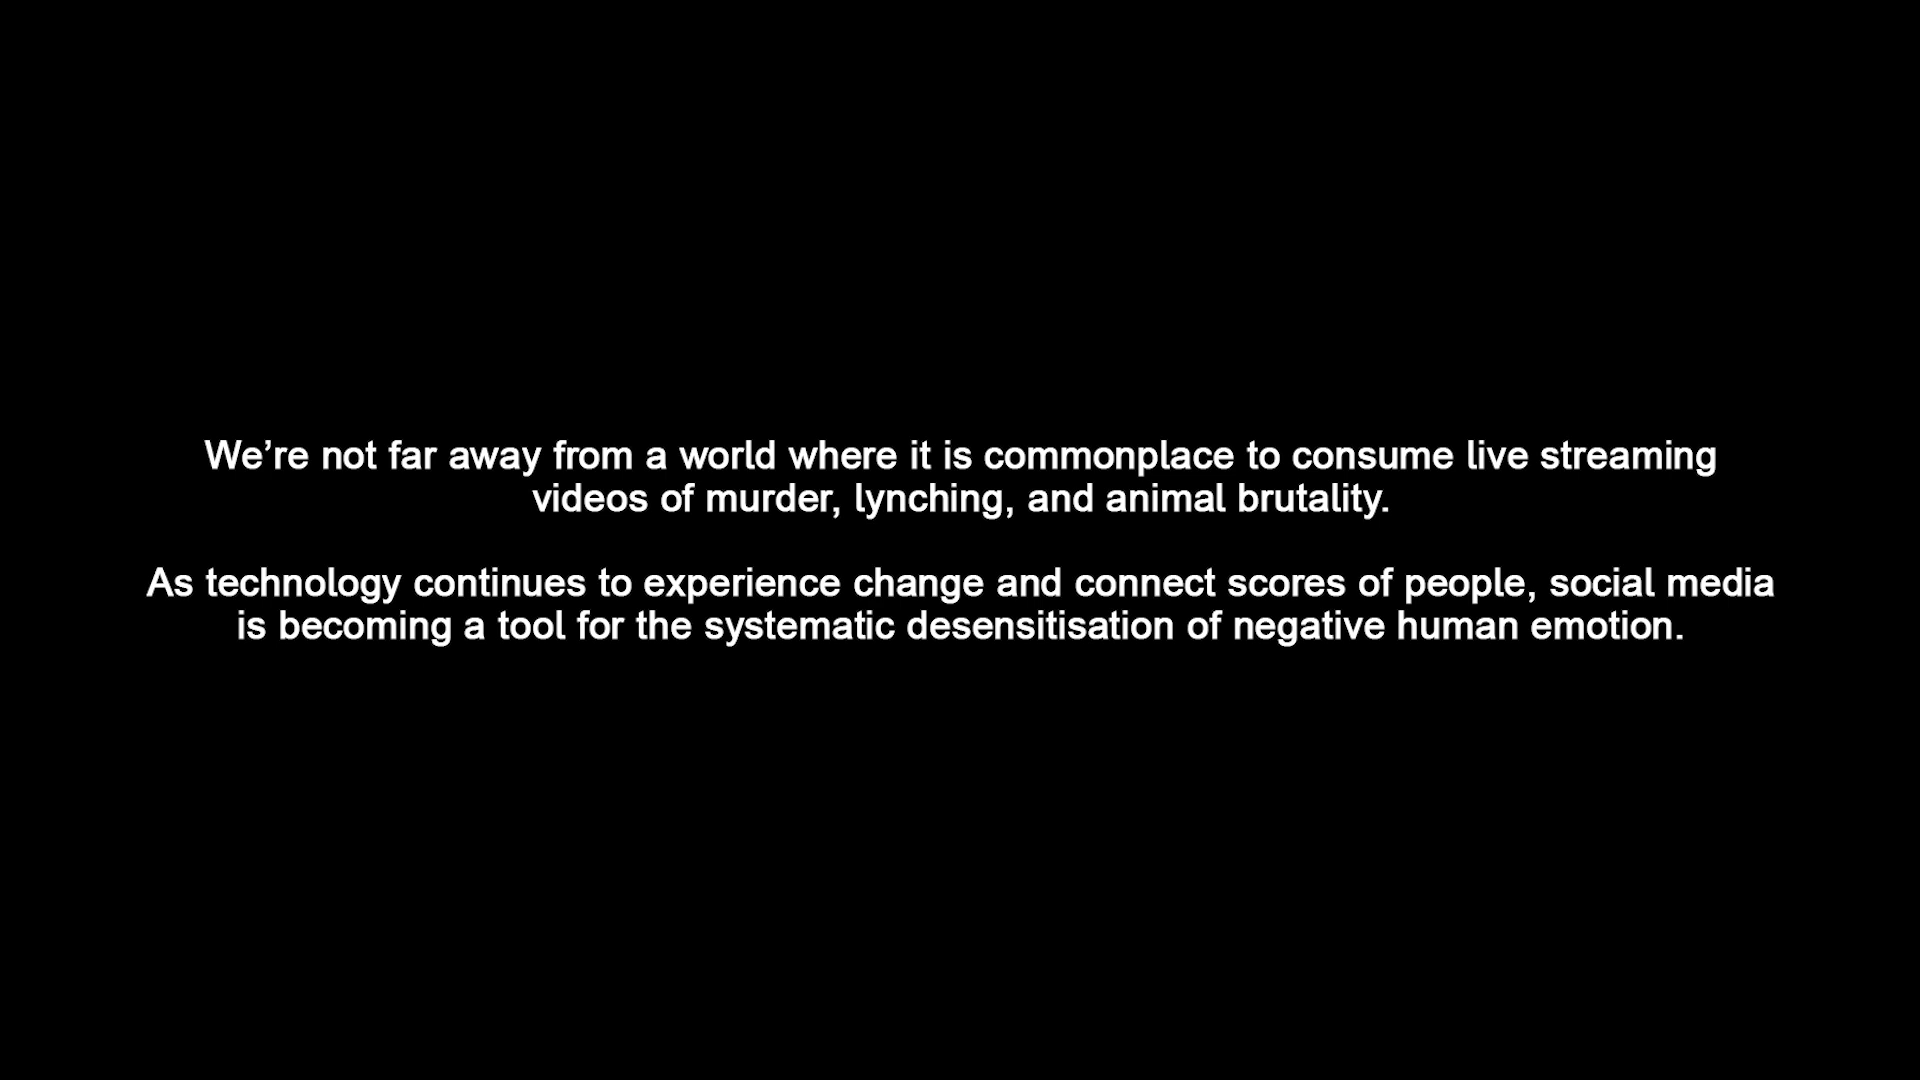 We’re not far away from a world where it is commonplace to consume live streaming
videos of murder, lynching, and animal brutality.
As technology continues to experience change and connect scores of people, social media
is becoming a tool for the systematic desensitisation of negative human emotion.